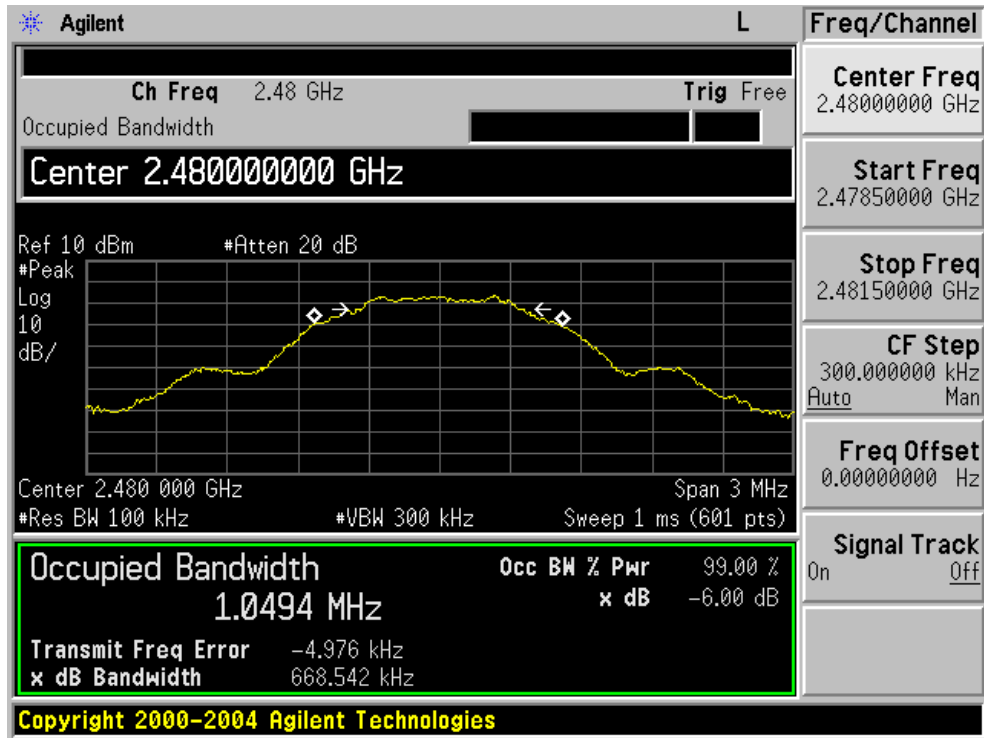 Agilent L
Ch Freq 2.48 GHz Trig Free
Occupied Bandwidth
Center 2.480000000 GHz
Ref 10 dBm #Atten 20 dB
#Peak
Log
10
dB/
Center 2.480 000 GHz Span 3 MHz
#Res BW 100 kHz #VBW 300 kHz Sweep 1 ms (601 pts)
Occupied Bandwidth Occ BW % Pwr 99.00 %
1.0494 MHz x dB -6.00 dB
Transmit Freq Error -4.976 kHz
x dB Bandwidth 668.542 kHz
Copyright 2000-2004 Agilent Technologies
Freq/Channel
Center Freq
2.48000000 GHz
Start Freq
2.47850000 GHz
Stop Freq
2.48150000 GHz
CF Step
300.000000 kHz
Auto Man
Freq Offset
0.00000000 Hz
Signal Track
On Off